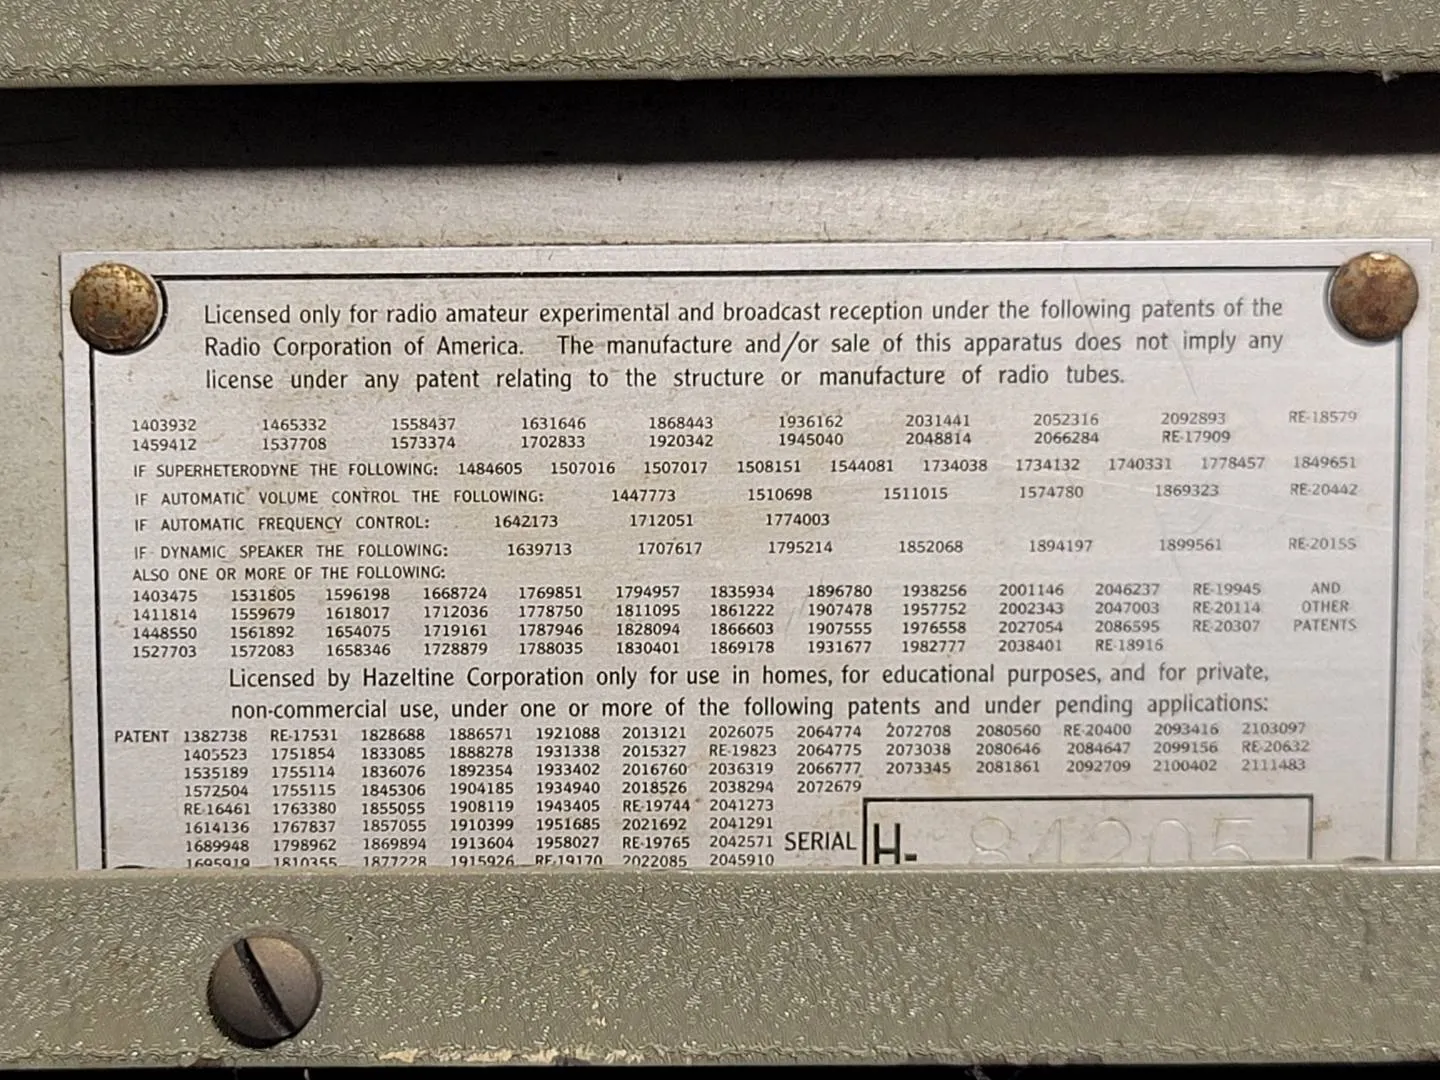 Licensed only for radio amateur experimental and broadcast reception under the following patents of the
Radio Corporation of America. The manufacture and/or sale of this apparatus does not imply any
license under any patent relating to the structure or manufacture of radio tubes.
1403932 1465332 1558437 1631646 1868443 1936162 2031441 2052316 2092893 RE-18579
1459412 1537708 1573374 1702833 1920342 1945040 2048814 2066284 RE-17909
IF SUPERHETERODYNE THE FOLLOWING: 1484605 1507016 1507017 1508151 1544081 1734038 1734132 1740331 1778457 1849651
IF AUTOMATIC VOLUME CONTROL THE FOLLOWING: 1447773 1510698 1511015 1574780 1869323 RE-20442
IF AUTOMATIC FREQUENCY CONTROL: 1642173 1712051 1774003
IF DYNAMIC SPEAKER THE FOLLOWING: 1639713 1707617 1795214 1852068 1894197 1899561 RE-20155
ALSO ONE OR MORE OF THE FOLLOWING:
1403475 1531805 1596198 1668724 1769851 1794957 1835934 1896780 1938256 2001146 2046237 RE-19945 AND
1411814 1559679 1618017 1712036 1778750 1811095 1861222 1907478 1957752 2002343 2047003 RE-20114 OTHER
1448550 1561892 1654075 1719161 1787946 1828094 1866603 1907555 1976558 2027054 2086595 RE-20307 PATENTS
1527703 1572083 1658346 1728879 1788035 1830401 1869178 1931677 1982777 2038401 RE-18916
Licensed by Hazeltine Corporation only for use in homes, for educational purposes, and for private,
non-commercial use, under one or more of the following patents and under pending applications:
PATENT 1382738 RE-17531 1828688 1886571 1921088 2013121 2026075 2064774 2072708 2080560 RE-20400 2093416 2103097
1405523 1751854 1833085 1888278 1931338 2015327 RE-19823 2064775 2073038 2080646 2084647 2099156 RE-20632
1535189 1755114 1836076 1892354 1933402 2016760 2036319 2066777 2073345 2081861 2092709 2100402 2111483
1572504 1755115 1845306 1904185 1934940 2018526 2038294 2072679
RE-16461 1763380 1855055 1908119 1943405 RE-19744 2041273
1614136 1767837 1857055 1910399 1951685 2021692 2041291
1689948 1798962 1869894 1913604 1958027 RE-19765 2042571 SERIAL H- 84205
1695919 1810355 1877228 1915926 RE-19170 2022085 2045910